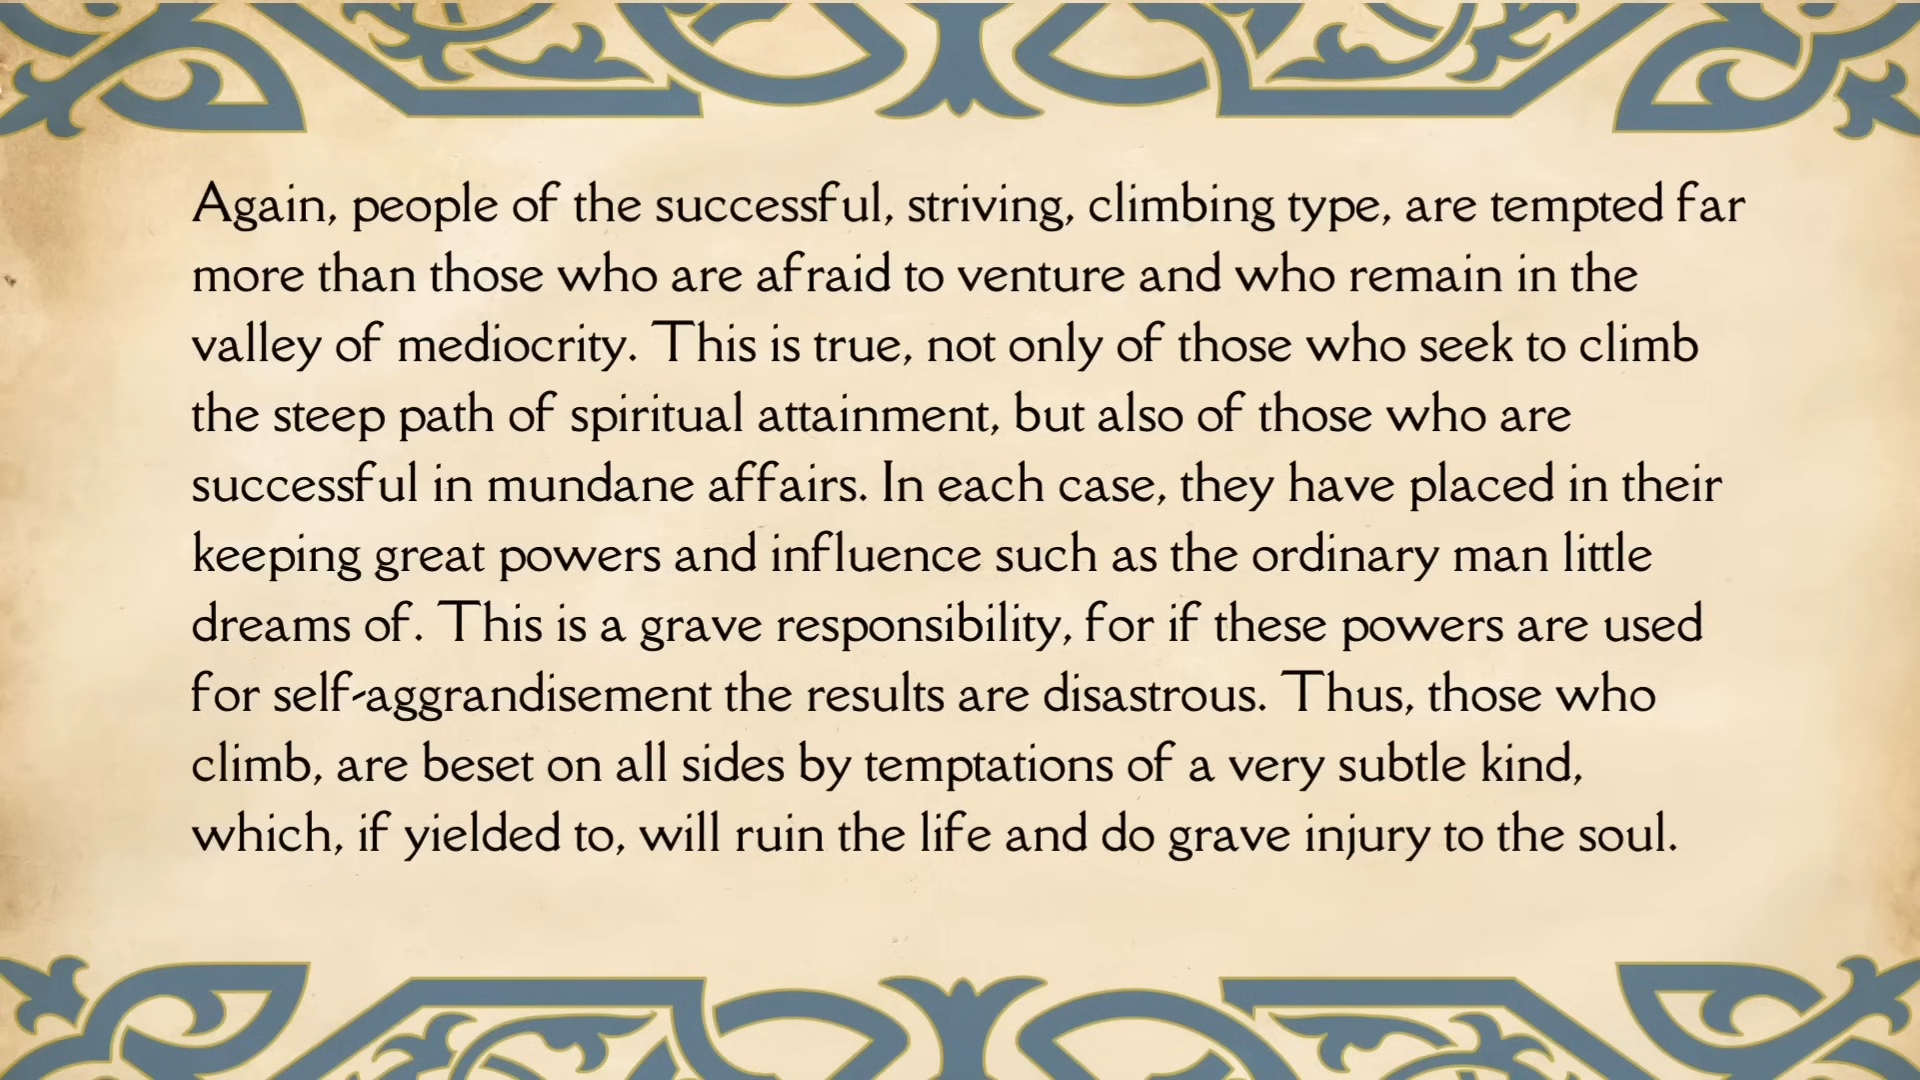 Again, people of the successful, striving, climbing type, are tempted far
more than those who are afraid to venture and who remain in the
valley of mediocrity. This is true, not only of those who seek to climb
the steep path of spiritual attainment, but also of those who are
successful in mundane affairs. In each case, they have placed in their
keeping great powers and influence such as the ordinary man little
dreams of. This is a grave responsibility, for if these powers are used
for self-aggrandisement the results are disastrous. Thus, those who
climb, are beset on all sides by temptations of a very subtle kind,
which, if yielded to, will ruin the life and do grave injury to the soul.